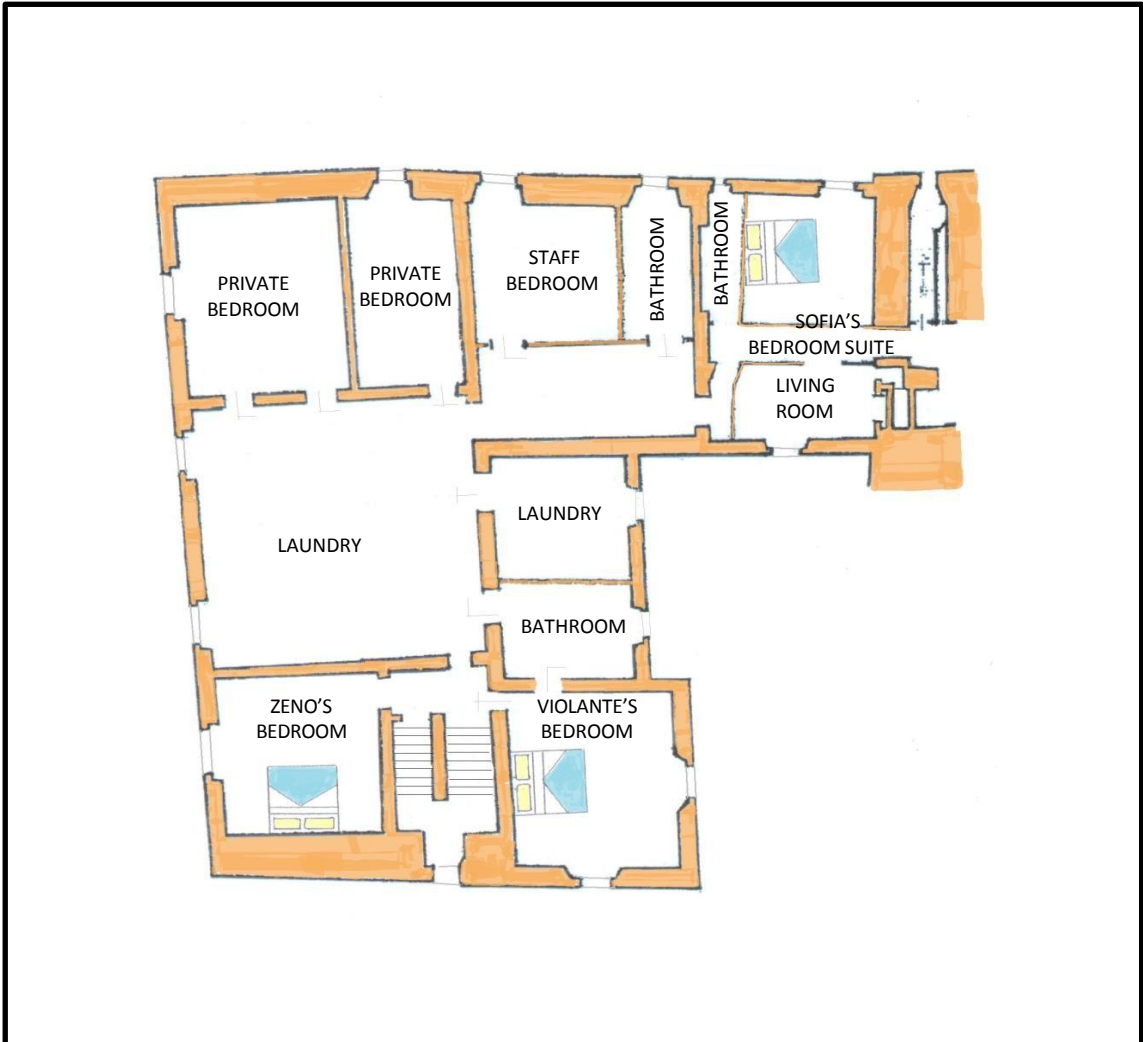 PRIVATE
BEDROOM
PRIVATE
BEDROOM
STAFF
BEDROOM
BATHROOM
BATHROOM
SOFIA'S
BEDROOM SUITE
LIVING
ROOM
LAUNDRY
LAUNDRY
BATHROOM
ZENO'S
BEDROOM
VIOLANTE'S
BEDROOM